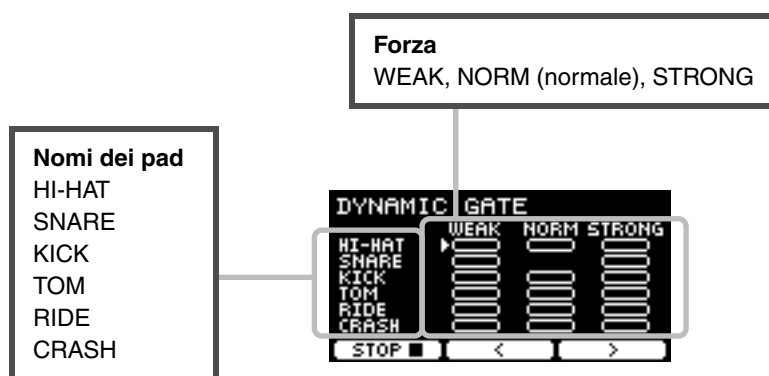 Forza
WEAK, NORM (normale), STRONG
Nomi dei pad
HI-HAT
SNARE
KICK
TOM
RIDE
CRASH
DYNAMIC GATE
WEAK NORM STRONG
HI-HAT
SNARE
KICK
TOM
RIDE
CRASH
STOP ■ < >